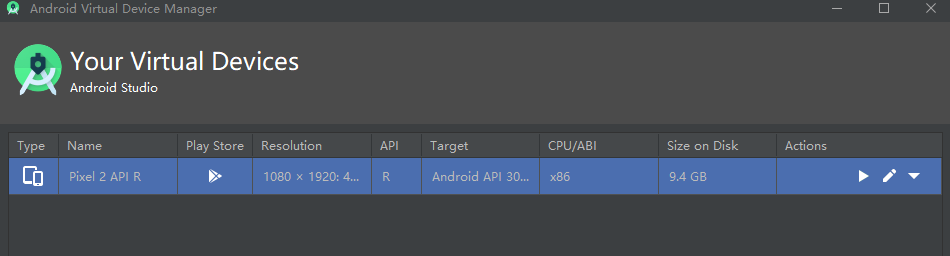 Android Virtual Device Manager
Your Virtual Devices
Android Studio
Type Name Play Store Resolution API Target CPU/ABI Size on Disk Actions
Pixel 2 API R 1080 × 1920: 4... R Android API 30... x86 9.4 GB